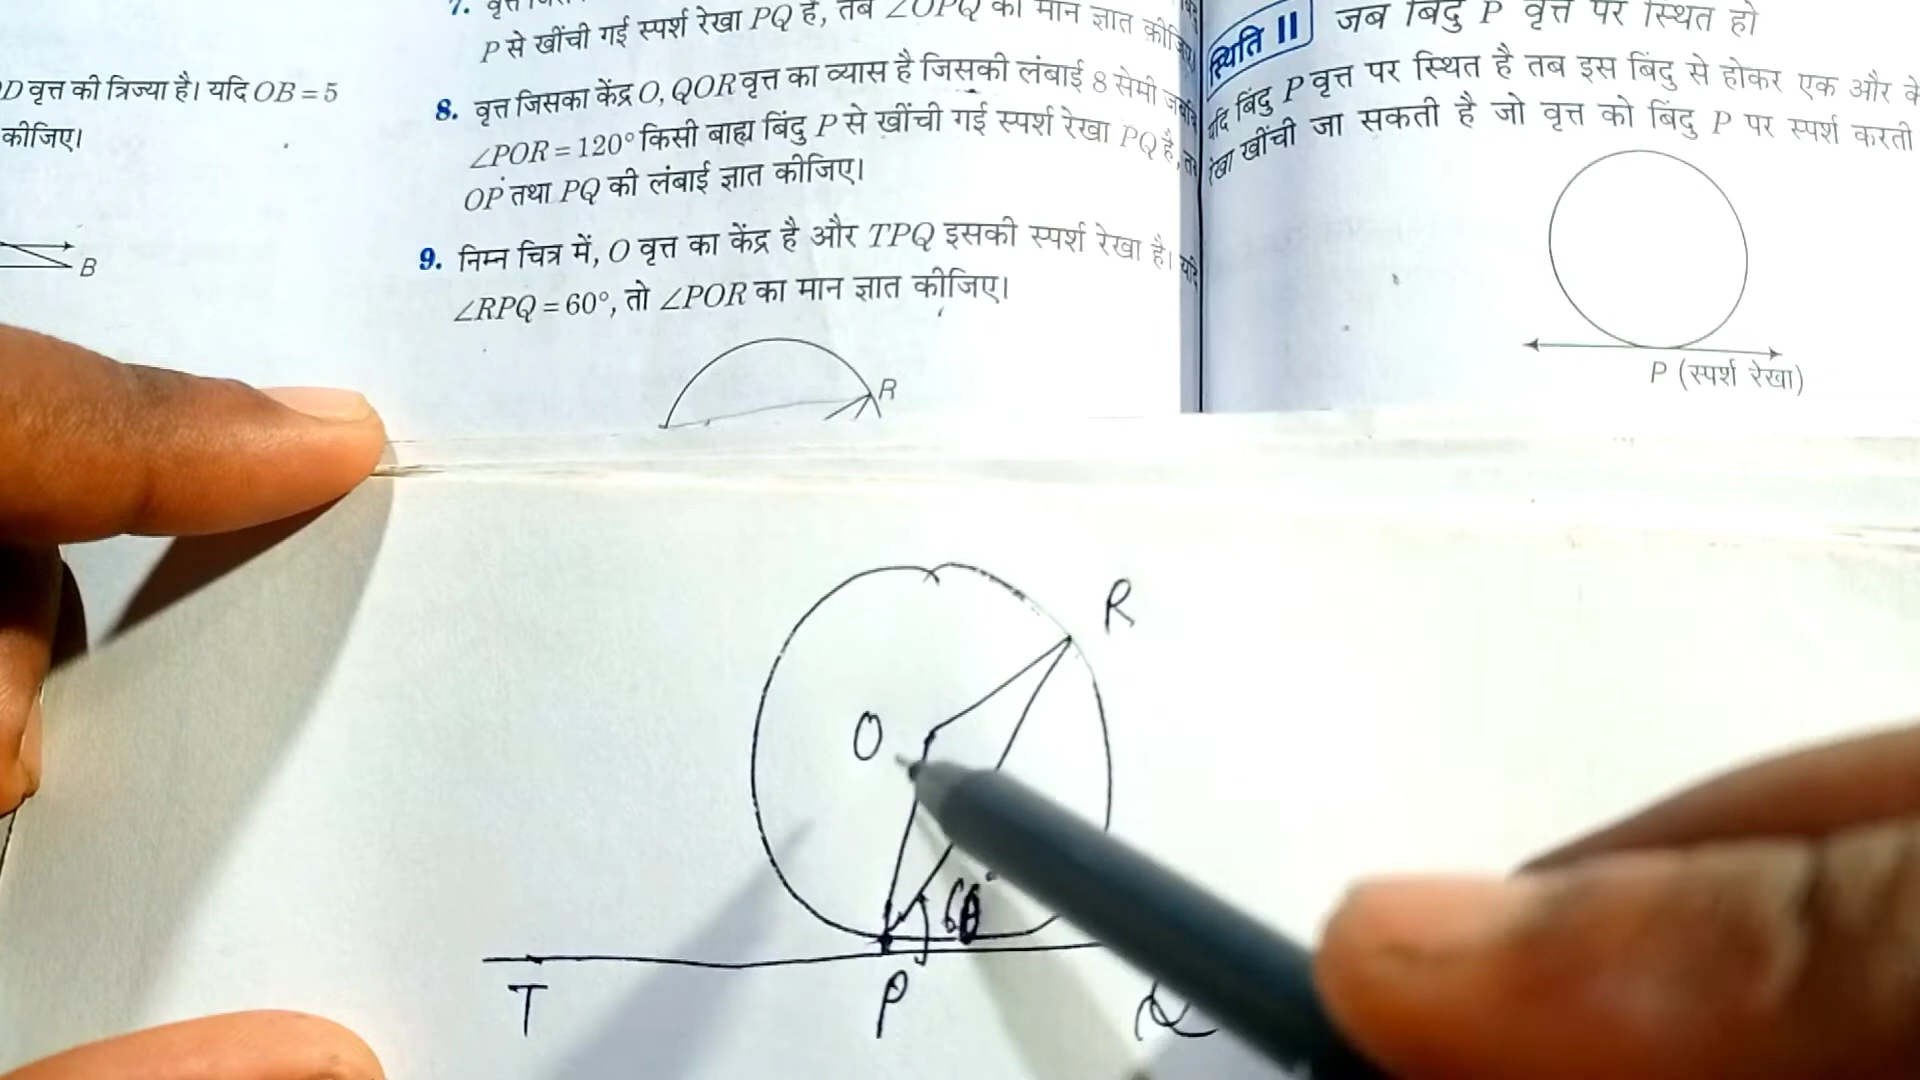 7. वृत्त
P से खींची गई स्पर्श रेखा PQ है, तब ∠OPQ का मान ज्ञात कीजिए।
8. वृत्त जिसका केंद्र O, QOR वृत्त का व्यास है जिसकी लंबाई 8 सेमी
∠POR = 120° किसी बाह्य बिंदु P से खींची गई स्पर्श रेखा PQ है,
OP तथा PQ की लंबाई ज्ञात कीजिए।
9. निम्न चित्र में, O वृत्त का केंद्र है और TPQ इसकी स्पर्श रेखा है। यदि
∠RPQ = 60°, तो ∠POR का मान ज्ञात कीजिए।
R
D वृत्त की त्रिज्या है। यदि OB = 5
कीजिए।
B
स्थिति II जब बिंदु P वृत्त पर स्थित हो
यदि बिंदु P वृत्त पर स्थित है तब इस बिंदु से होकर एक और
रेखा खींची जा सकती है जो वृत्त को बिंदु P पर स्पर्श करती
P (स्पर्श रेखा)
R
O
60°
T P Q